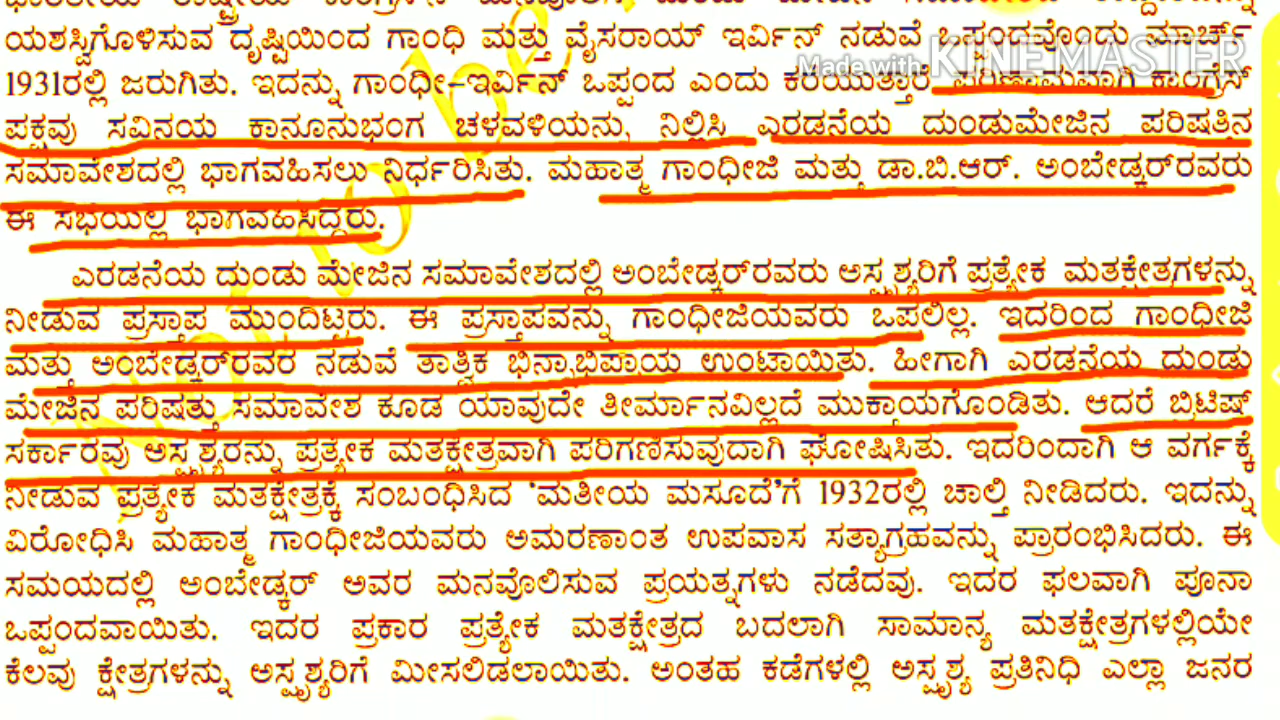 ಯಶಸ್ವಿಗೊಳಿಸುವ ದೃಷ್ಟಿಯಿಂದ ಗಾಂಧಿ ಮತ್ತು ವೈಸರಾಯ್ ಇರ್ವಿನ್ ನಡುವೆ ಒಪ್ಪಂದವೊಂದು ಮಾರ್ಚ್
Made with KINEMASTER
1931ರಲ್ಲಿ ಜರುಗಿತು. ಇದನ್ನು ಗಾಂಧೀ-ಇರ್ವಿನ್ ಒಪ್ಪಂದ ಎಂದು ಕರೆಯುತ್ತಾರೆ. ಪರಿಣಾಮವಾಗಿ ಕಾಂಗ್ರೆಸ್
ಪಕ್ಷವು ಸವಿನಯ ಕಾನೂನುಭಂಗ ಚಳವಳಿಯನ್ನು ನಿಲ್ಲಿಸಿ ಎರಡನೆಯ ದುಂಡುಮೇಜಿನ ಪರಿಷತ್ತಿನ
ಸಮಾವೇಶದಲ್ಲಿ ಭಾಗವಹಿಸಲು ನಿರ್ಧರಿಸಿತು. ಮಹಾತ್ಮ ಗಾಂಧೀಜಿ ಮತ್ತು ಡಾ.ಬಿ.ಆರ್. ಅಂಬೇಡ್ಕರ್‌ರವರು
ಈ ಸಭೆಯಲ್ಲಿ ಭಾಗವಹಿಸಿದ್ದರು.
ಎರಡನೆಯ ದುಂಡು ಮೇಜಿನ ಸಮಾವೇಶದಲ್ಲಿ ಅಂಬೇಡ್ಕರ್‌ರವರು ಅಸ್ಪೃಶ್ಯರಿಗೆ ಪ್ರತ್ಯೇಕ ಮತಕ್ಷೇತ್ರಗಳನ್ನು
ನೀಡುವ ಪ್ರಸ್ತಾಪ ಮುಂದಿಟ್ಟರು. ಈ ಪ್ರಸ್ತಾಪವನ್ನು ಗಾಂಧೀಜಿಯವರು ಒಪ್ಪಲಿಲ್ಲ. ಇದರಿಂದ ಗಾಂಧೀಜಿ
ಮತ್ತು ಅಂಬೇಡ್ಕರ್‌ರವರ ನಡುವೆ ತಾತ್ವಿಕ ಭಿನ್ನಾಭಿಪ್ರಾಯ ಉಂಟಾಯಿತು. ಹೀಗಾಗಿ ಎರಡನೆಯ ದುಂಡು
ಮೇಜಿನ ಪರಿಷತ್ತು ಸಮಾವೇಶ ಕೂಡ ಯಾವುದೇ ತೀರ್ಮಾನವಿಲ್ಲದೆ ಮುಕ್ತಾಯಗೊಂಡಿತು. ಆದರೆ ಬ್ರಿಟಿಷ್
ಸರ್ಕಾರವು ಅಸ್ಪೃಶ್ಯರನ್ನು ಪ್ರತ್ಯೇಕ ಮತಕ್ಷೇತ್ರವಾಗಿ ಪರಿಗಣಿಸುವುದಾಗಿ ಘೋಷಿಸಿತು. ಇದರಿಂದಾಗಿ ಆ ವರ್ಗಕ್ಕೆ
ನೀಡುವ ಪ್ರತ್ಯೇಕ ಮತಕ್ಷೇತ್ರಕ್ಕೆ ಸಂಬಂಧಿಸಿದ ‘ಮತೀಯ ಮಸೂದೆ’ಗೆ 1932ರಲ್ಲಿ ಚಾಲ್ತಿ ನೀಡಿದರು. ಇದನ್ನು
ವಿರೋಧಿಸಿ ಮಹಾತ್ಮ ಗಾಂಧೀಜಿಯವರು ಅಮರಣಾಂತ ಉಪವಾಸ ಸತ್ಯಾಗ್ರಹವನ್ನು ಪ್ರಾರಂಭಿಸಿದರು. ಈ
ಸಮಯದಲ್ಲಿ ಅಂಬೇಡ್ಕರ್ ಅವರ ಮನವೊಲಿಸುವ ಪ್ರಯತ್ನಗಳು ನಡೆದವು. ಇದರ ಫಲವಾಗಿ ಪೂನಾ
ಒಪ್ಪಂದವಾಯಿತು. ಇದರ ಪ್ರಕಾರ ಪ್ರತ್ಯೇಕ ಮತಕ್ಷೇತ್ರದ ಬದಲಾಗಿ ಸಾಮಾನ್ಯ ಮತಕ್ಷೇತ್ರಗಳಲ್ಲಿಯೇ
ಕೆಲವು ಕ್ಷೇತ್ರಗಳನ್ನು ಅಸ್ಪೃಶ್ಯರಿಗೆ ಮೀಸಲಿಡಲಾಯಿತು. ಅಂತಹ ಕಡೆಗಳಲ್ಲಿ ಅಸ್ಪೃಶ್ಯ ಪ್ರತಿನಿಧಿ ಎಲ್ಲಾ ಜನರ